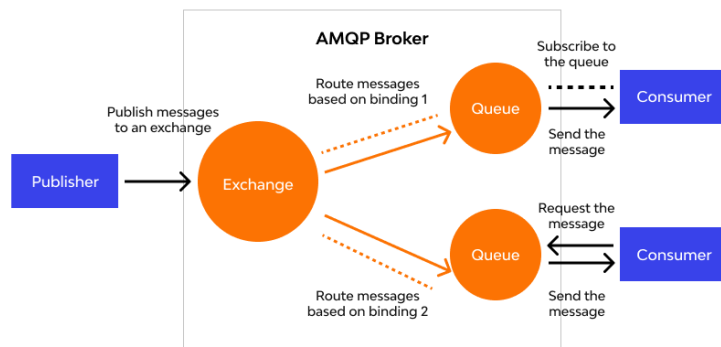 AMQP Broker
Subscribe to
the queue
Route messages
based on binding 1
Queue
Consumer
Publish messages
to an exchange
Send the
message
Publisher
Exchange
Request the
message
Queue
Consumer
Route messages
based on binding 2
Send the
message